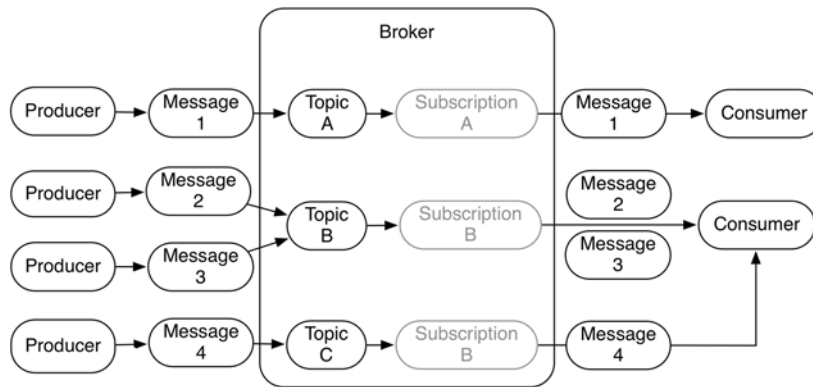 Broker
Producer
Message
1
Topic
A
Subscription
A
Message
1
Consumer
Producer
Message
2
Producer
Message
3
Topic
B
Subscription
B
Message
2
Message
3
Consumer
Producer
Message
4
Topic
C
Subscription
B
Message
4